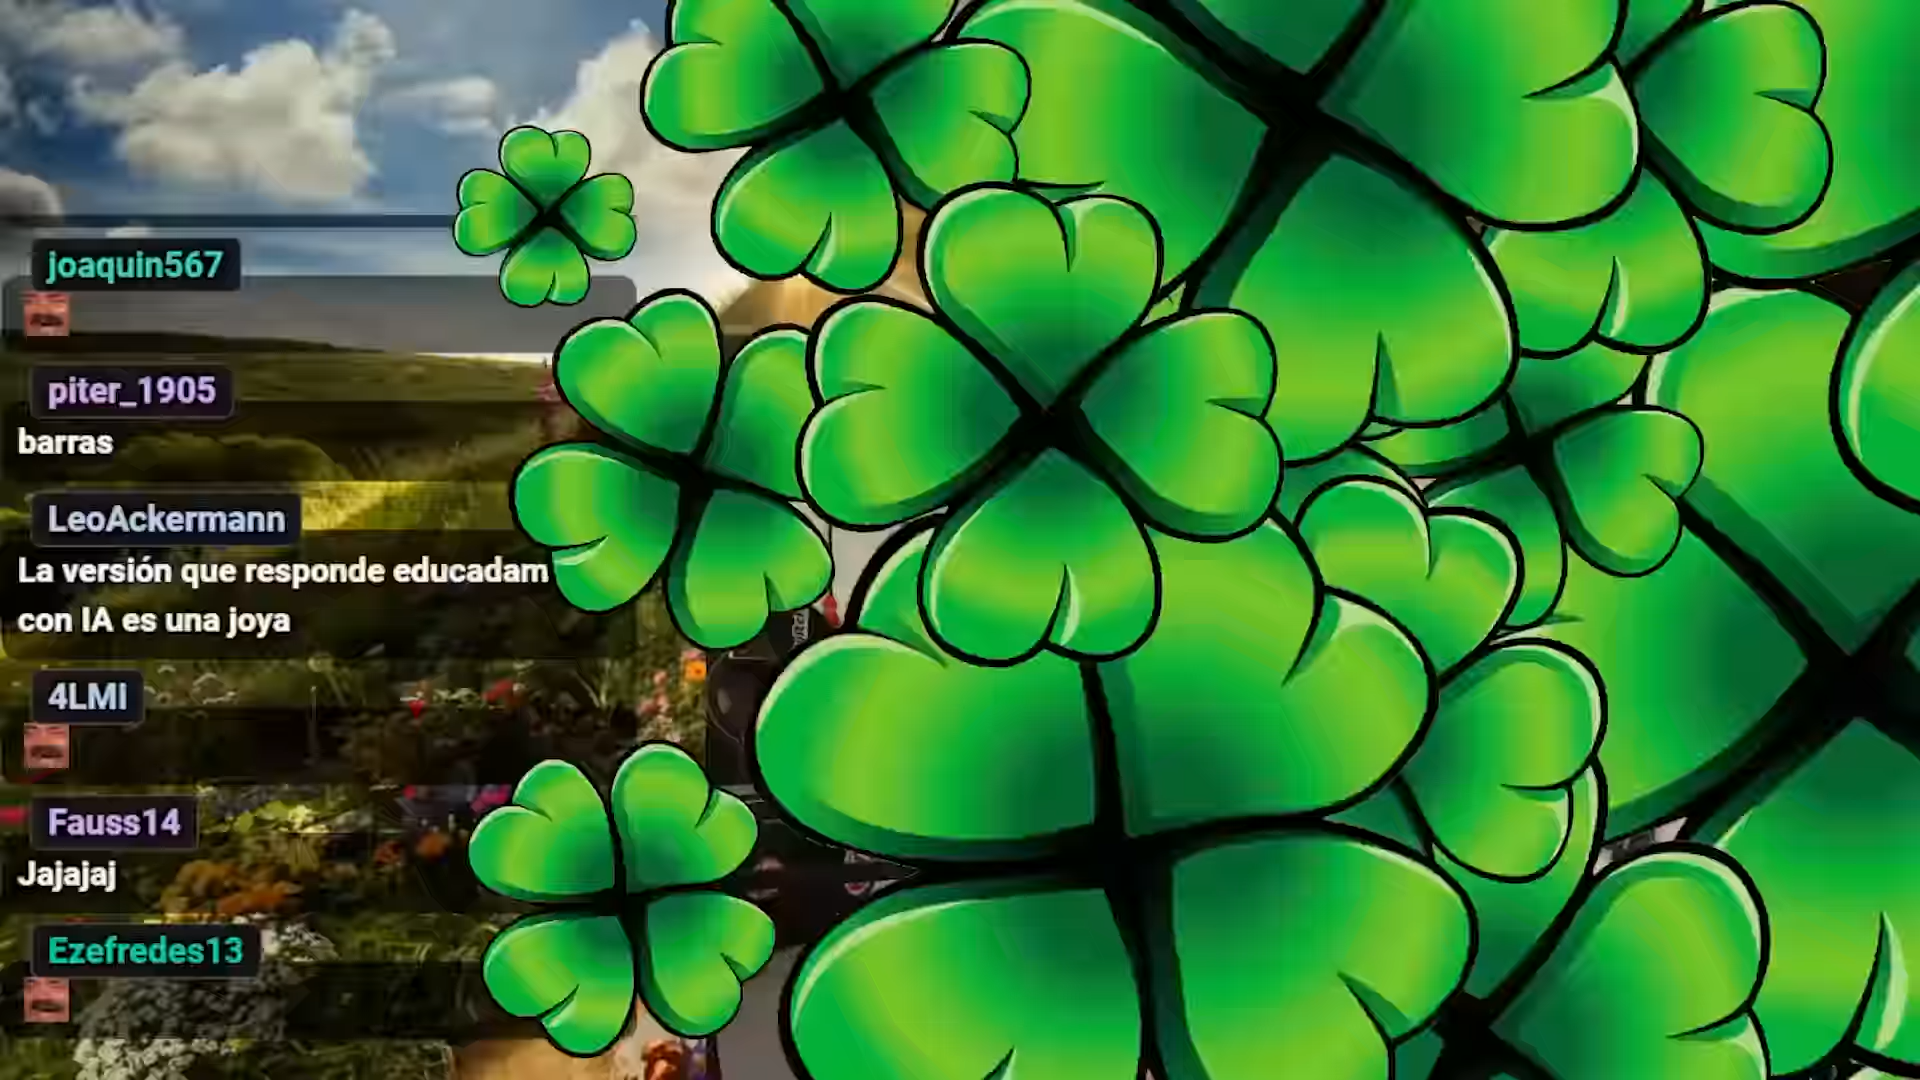 joaquin567
piter_1905
barras
LeoAckermann
La versión que responde educadam
con IA es una joya
4LMI
Fauss14
Jajajaj
Ezefredes13